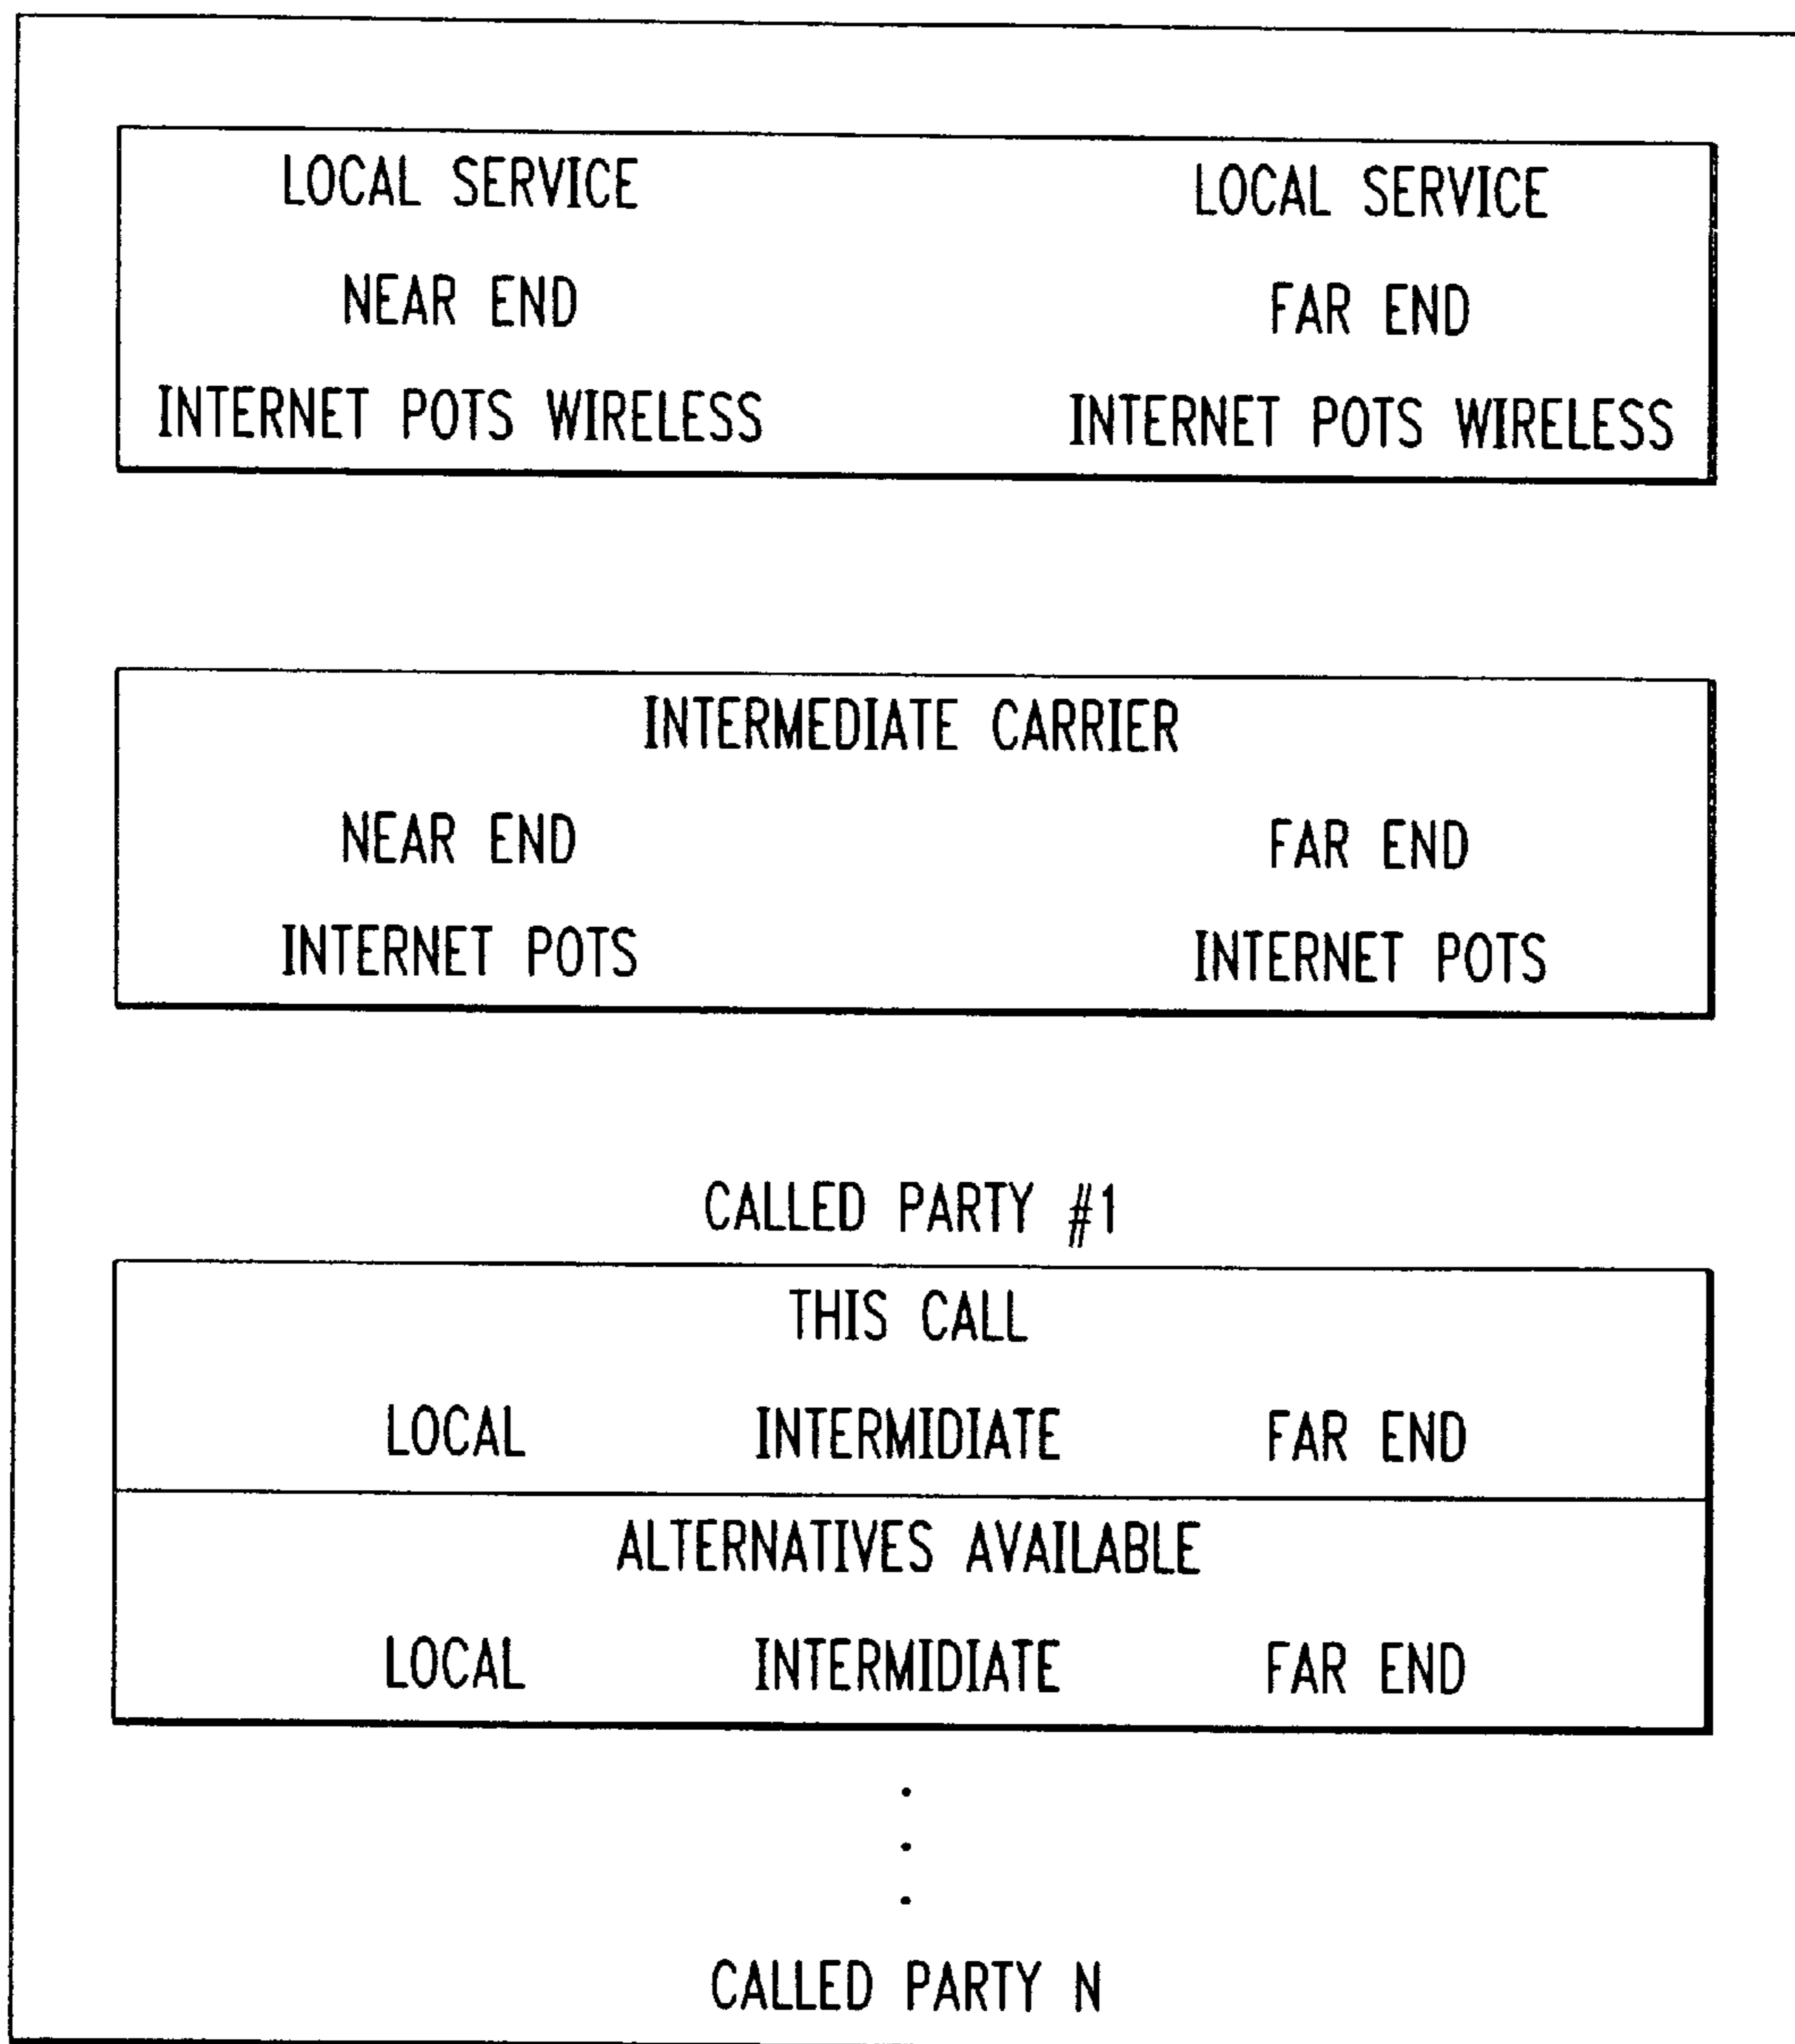 LOCAL SERVICE LOCAL SERVICE
NEAR END FAR END
INTERNET POTS WIRELESS INTERNET POTS WIRELESS
INTERMEDIATE CARRIER
NEAR END FAR END
INTERNET POTS INTERNET POTS
CALLED PARTY #1
THIS CALL
LOCAL INTERMIDIATE FAR END
ALTERNATIVES AVAILABLE
LOCAL INTERMIDIATE FAR END
CALLED PARTY N